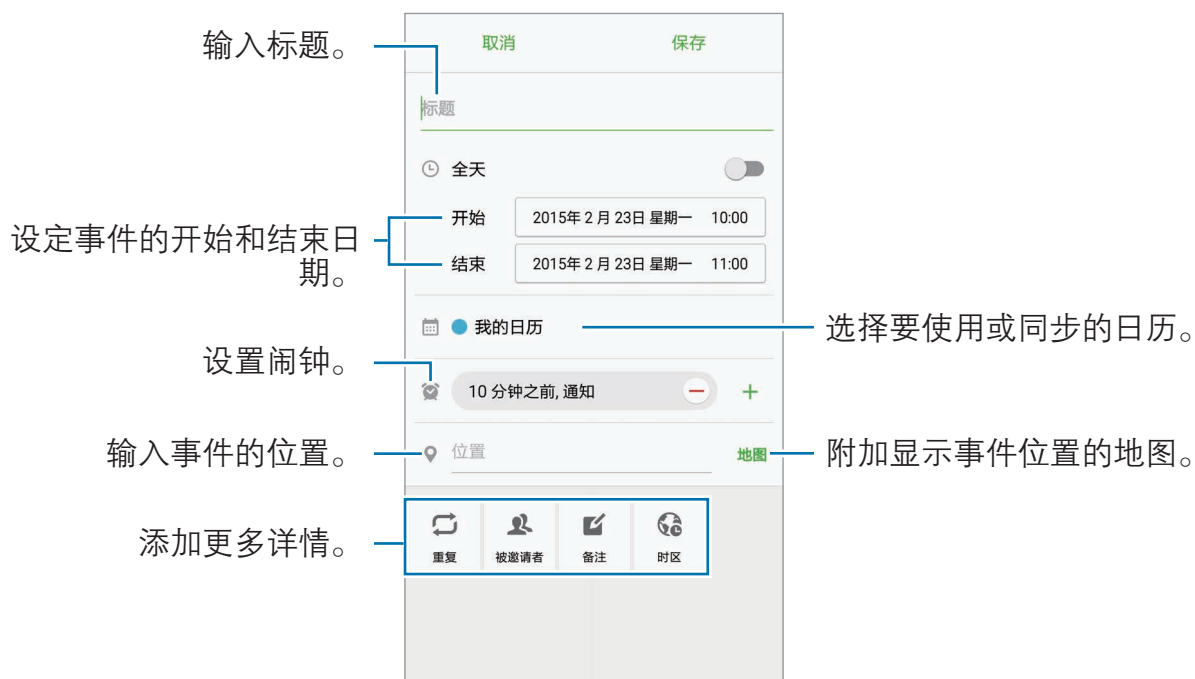 取消 保存
输入标题。
标题
全天
开始 2015年 2 月 23日 星期一 10:00
设定事件的开始和结束日
期。
结束 2015年 2 月 23日 星期一 11:00
我的日历
选择要使用或同步的日历。
设置闹钟。
10 分钟之前, 通知
输入事件的位置。
位置
地图
附加显示事件位置的地图。
添加更多详情。
重复 被邀请者 备注 时区